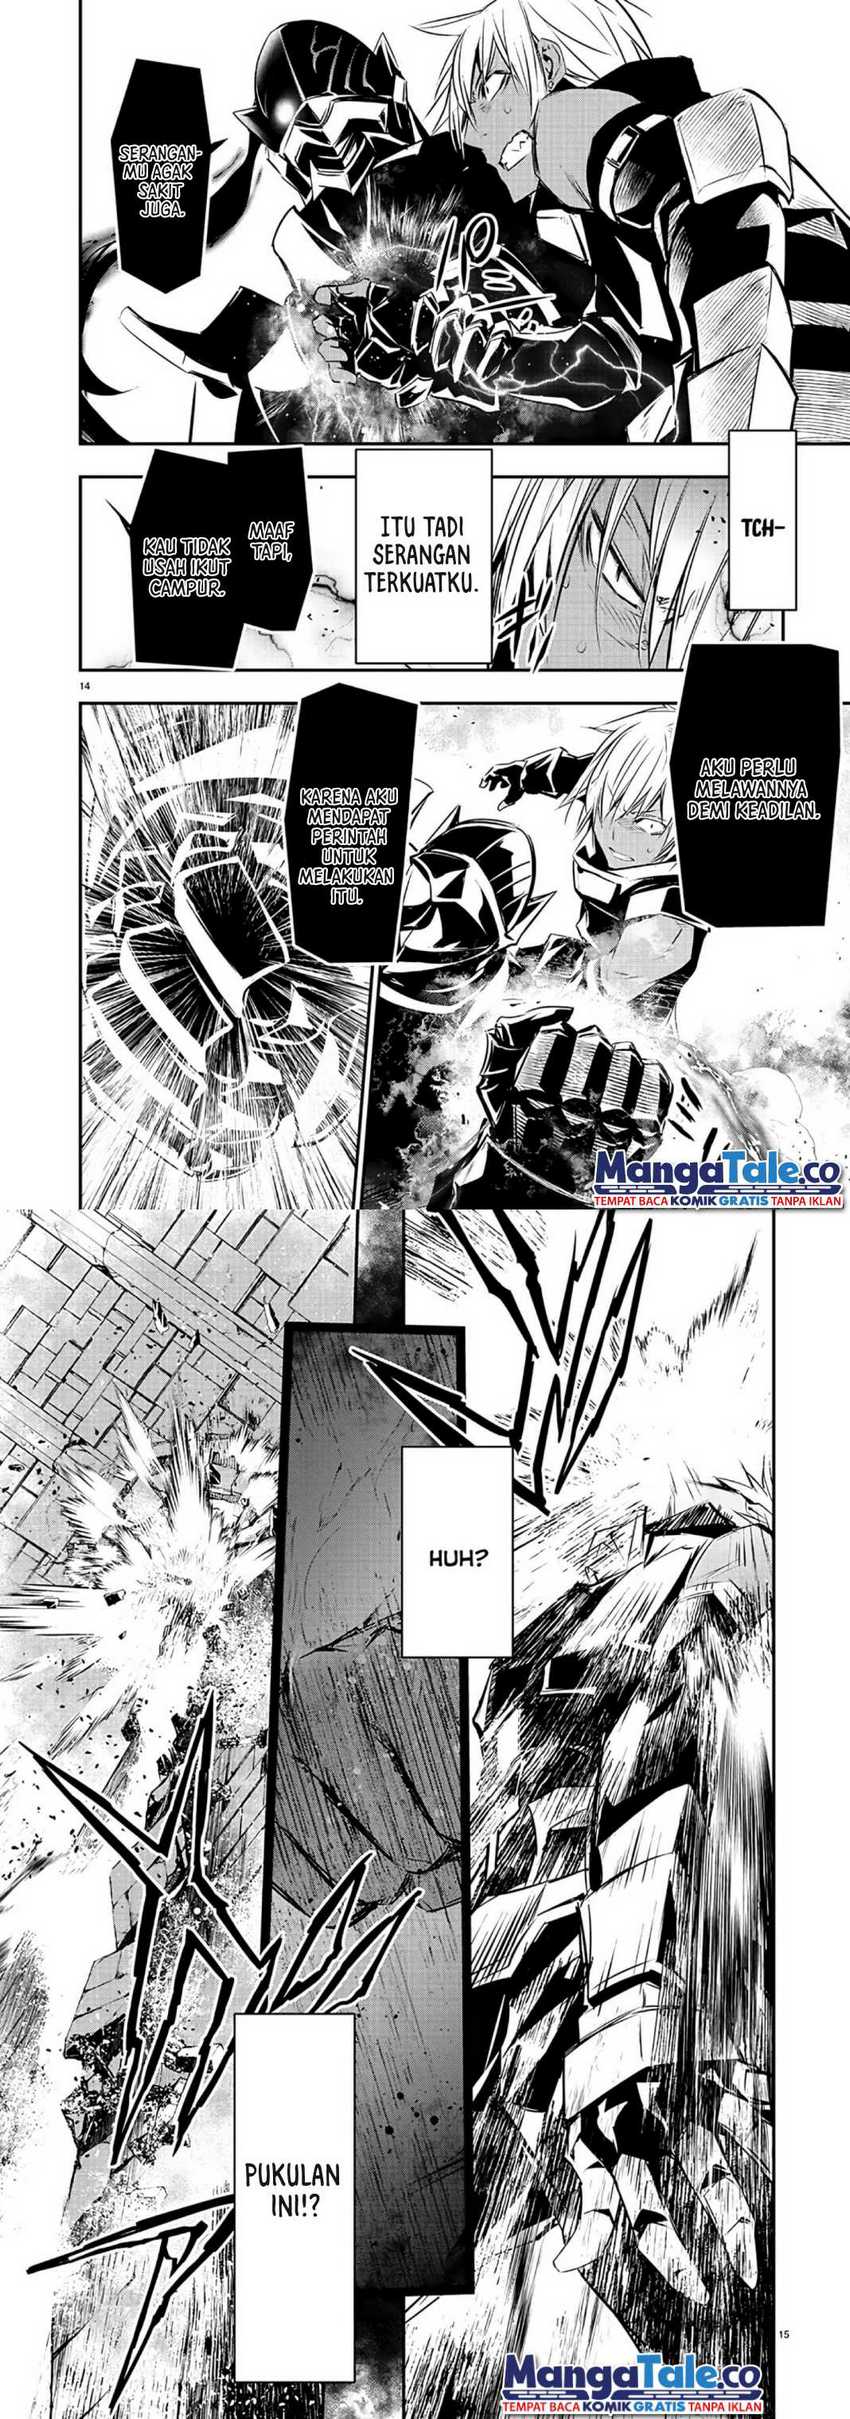 SERANGAN-
MU AGAK
SAKIT
JUGA.
TCH-
ITU TADI
SERANGAN
TERKUATKU.
MAAF
TAPI,
KAU TIDAK
USAH IKUT
CAMPUR.
14
AKU PERLU
MELAWANNYA
DEMI KEADILAN.
KARENA AKU
MENDAPAT
PERINTAH
UNTUK
MELAKUKAN
ITU.
MANGATALE.CO
TEMPAT BACA KOMIK GRATIS TANPA IKLAN
HUH?
PUKULAN
INI!?
15
MANGATALE.CO
TEMPAT BACA KOMIK GRATIS TANPA IKLAN